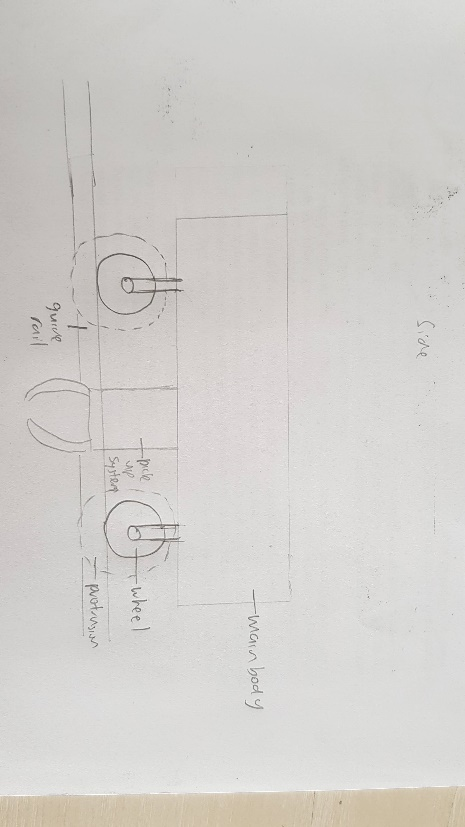 Side
main body
wheel
pick
up
system
protrusion
guide
rail